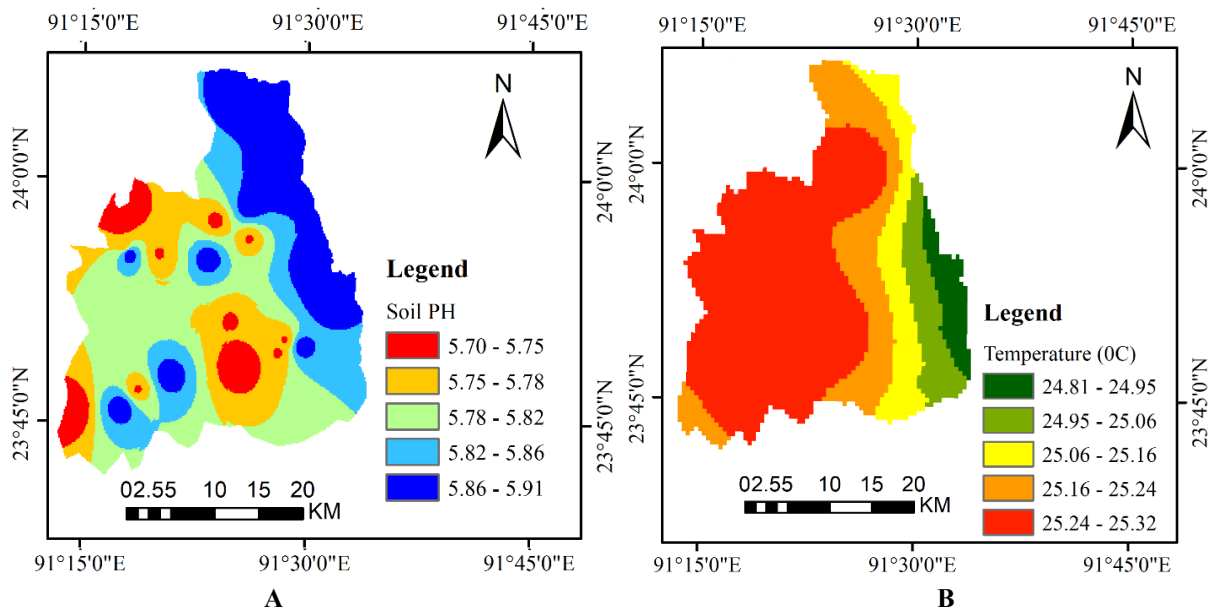 91°15'0"E 91°30'0"E 91°45'0"E
N
24°0'0"N
24°0'0"N
23°45'0"N
23°45'0"N
Legend
Soil PH
5.70 - 5.75
5.75 - 5.78
5.78 - 5.82
5.82 - 5.86
5.86 - 5.91
02.55 10 15 20
KM
91°15'0"E 91°30'0"E 91°45'0"E
A
91°15'0"E 91°30'0"E 91°45'0"E
N
24°0'0"N
24°0'0"N
23°45'0"N
23°45'0"N
Legend
Temperature (0C)
24.81 - 24.95
24.95 - 25.06
25.06 - 25.16
25.16 - 25.24
25.24 - 25.32
02.55 10 15 20
KM
91°15'0"E 91°30'0"E 91°45'0"E
B